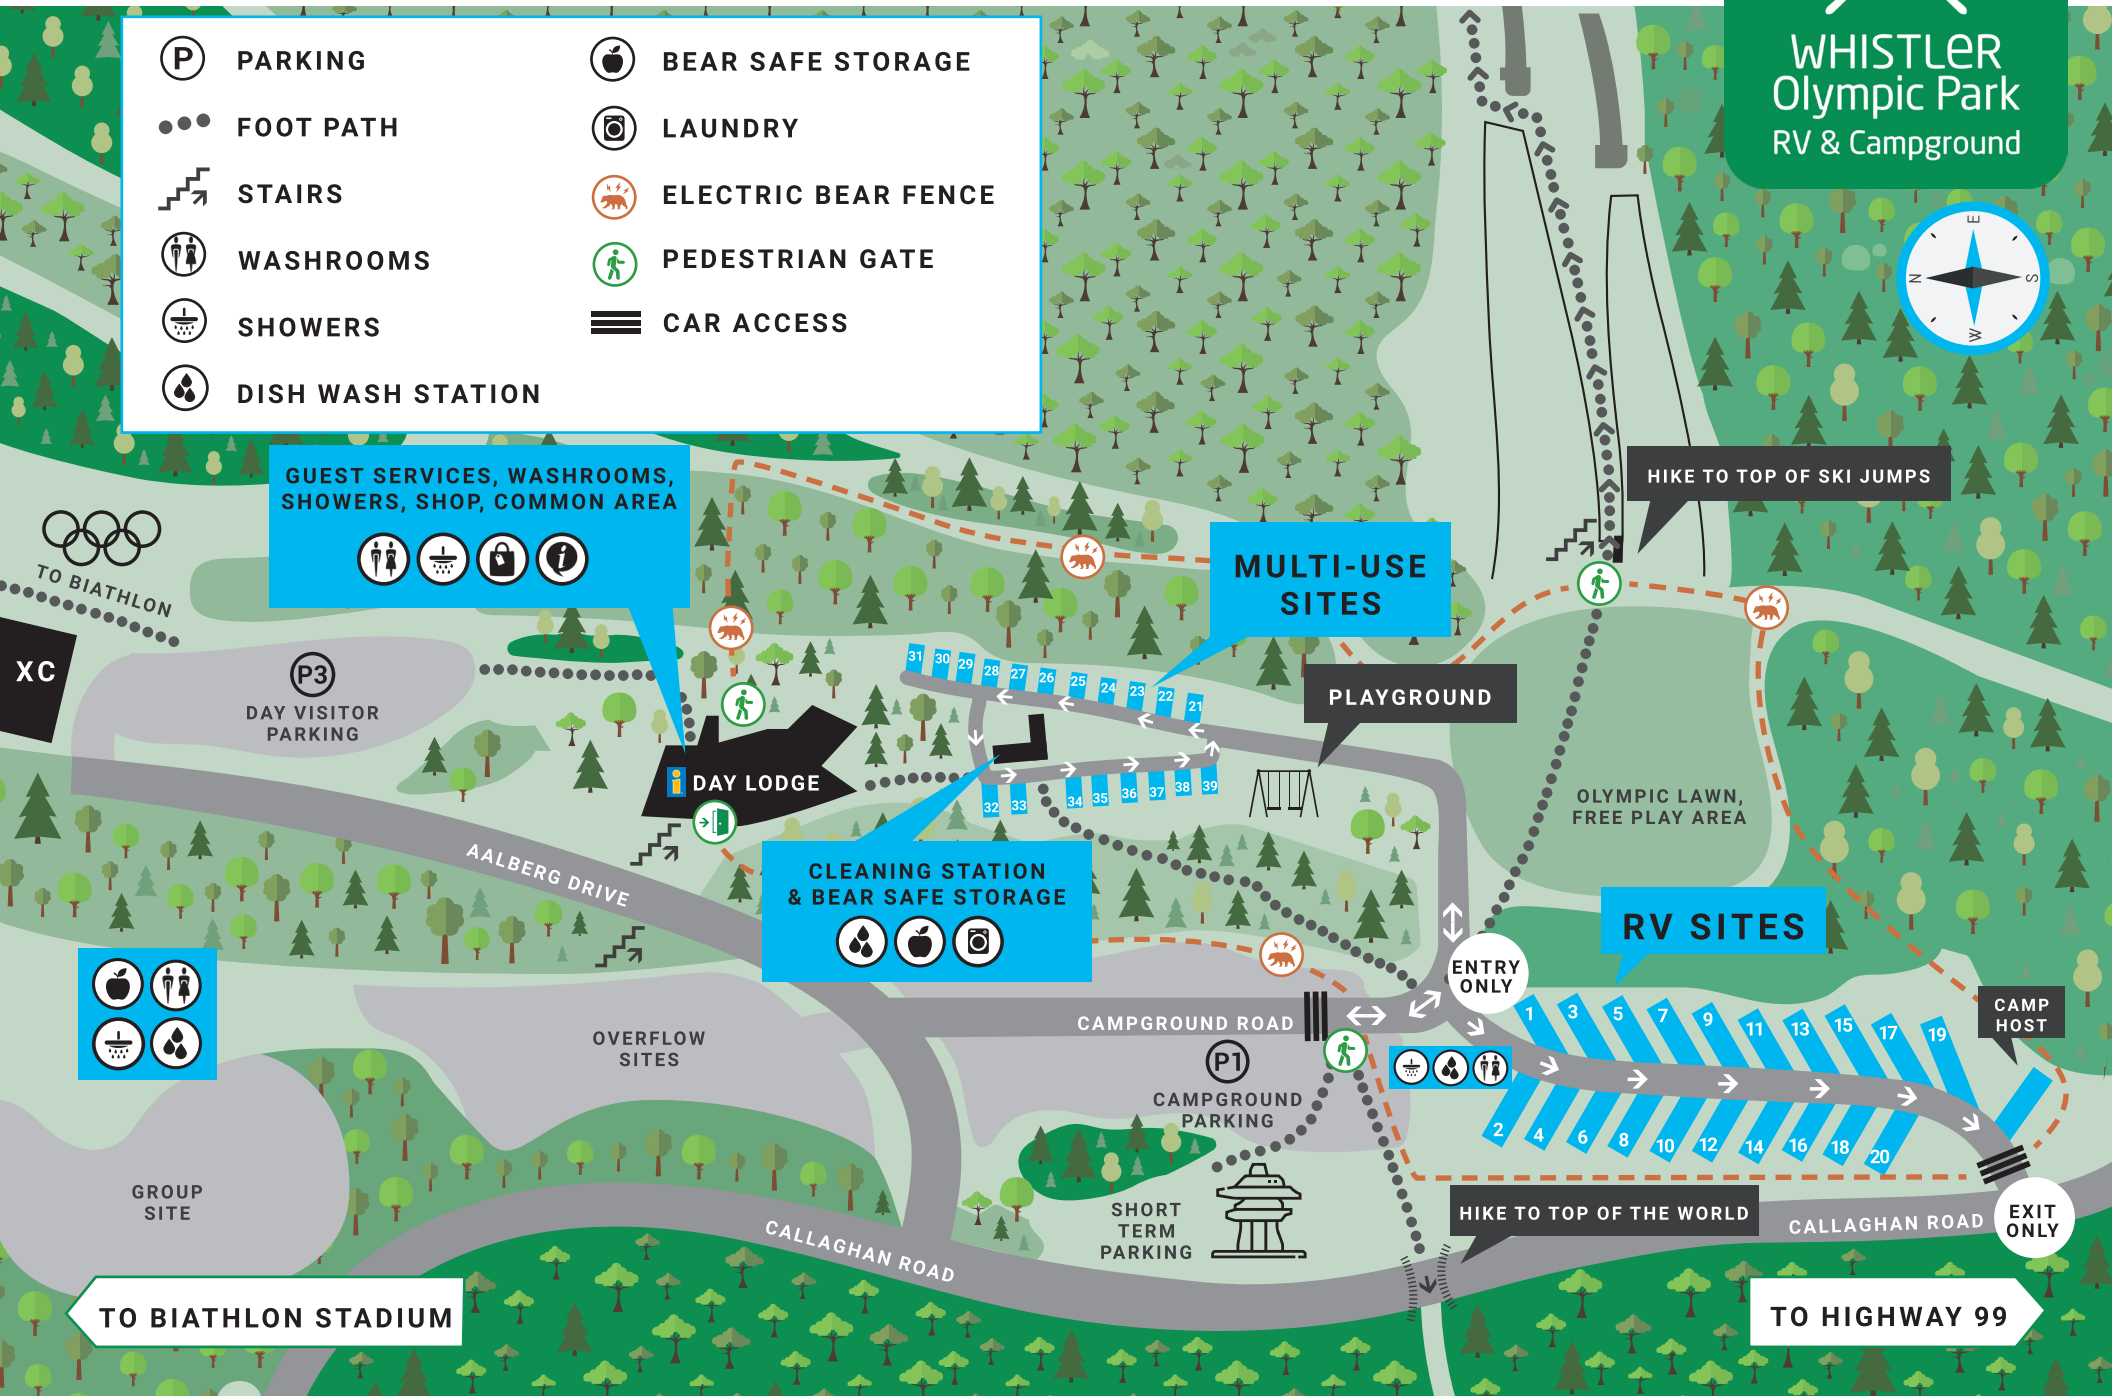 P
PARKING
FOOT PATH
STAIRS
WASHROOMS
SHOWERS
DISH WASH STATION
BEAR SAFE STORAGE
LAUNDRY
ELECTRIC BEAR FENCE
PEDESTRIAN GATE
CAR ACCESS
WHISTLER
Olympic Park
RV & Campground
E
N
S
W
GUEST SERVICES, WASHROOMS,
SHOWERS, SHOP, COMMON AREA
i
HIKE TO TOP OF SKI JUMPS
MULTI-USE
SITES
TO BIATHLON
XC
P3
DAY VISITOR
PARKING
31
30
29
28
27
26
25
24
23
22
21
PLAYGROUND
i
DAY LODGE
32
33
34
35
36
37
38
39
OLYMPIC LAWN,
FREE PLAY AREA
AALBERG DRIVE
CLEANING STATION
& BEAR SAFE STORAGE
RV SITES
ENTRY
ONLY
CAMP
HOST
1
3
5
7
9
11
13
15
17
19
CAMPGROUND ROAD
OVERFLOW
SITES
P1
CAMPGROUND
PARKING
2
4
6
8
10
12
14
16
18
20
GROUP
SITE
SHORT
TERM
PARKING
HIKE TO TOP OF THE WORLD
CALLAGHAN ROAD
EXIT
ONLY
CALLAGHAN ROAD
TO BIATHLON STADIUM
TO HIGHWAY 99